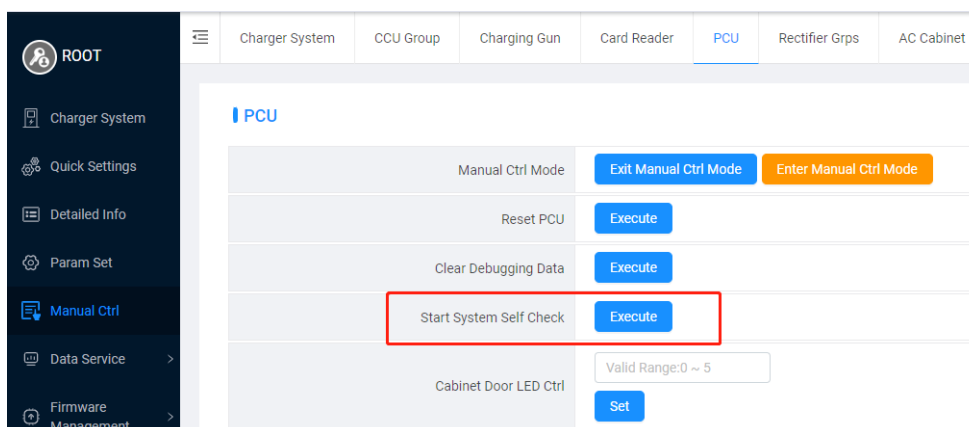 ROOT
Charger System
Quick Settings
Detailed Info
Param Set
Manual Ctrl
Data Service
Firmware
Management
Charger System CCU Group Charging Gun Card Reader PCU Rectifier Grps AC Cabinet
PCU
Manual Ctrl Mode Exit Manual Ctrl Mode Enter Manual Ctrl Mode
Reset PCU Execute
Clear Debugging Data Execute
Start System Self Check Execute
Cabinet Door LED Ctrl Valid Range:0 ~ 5
Set